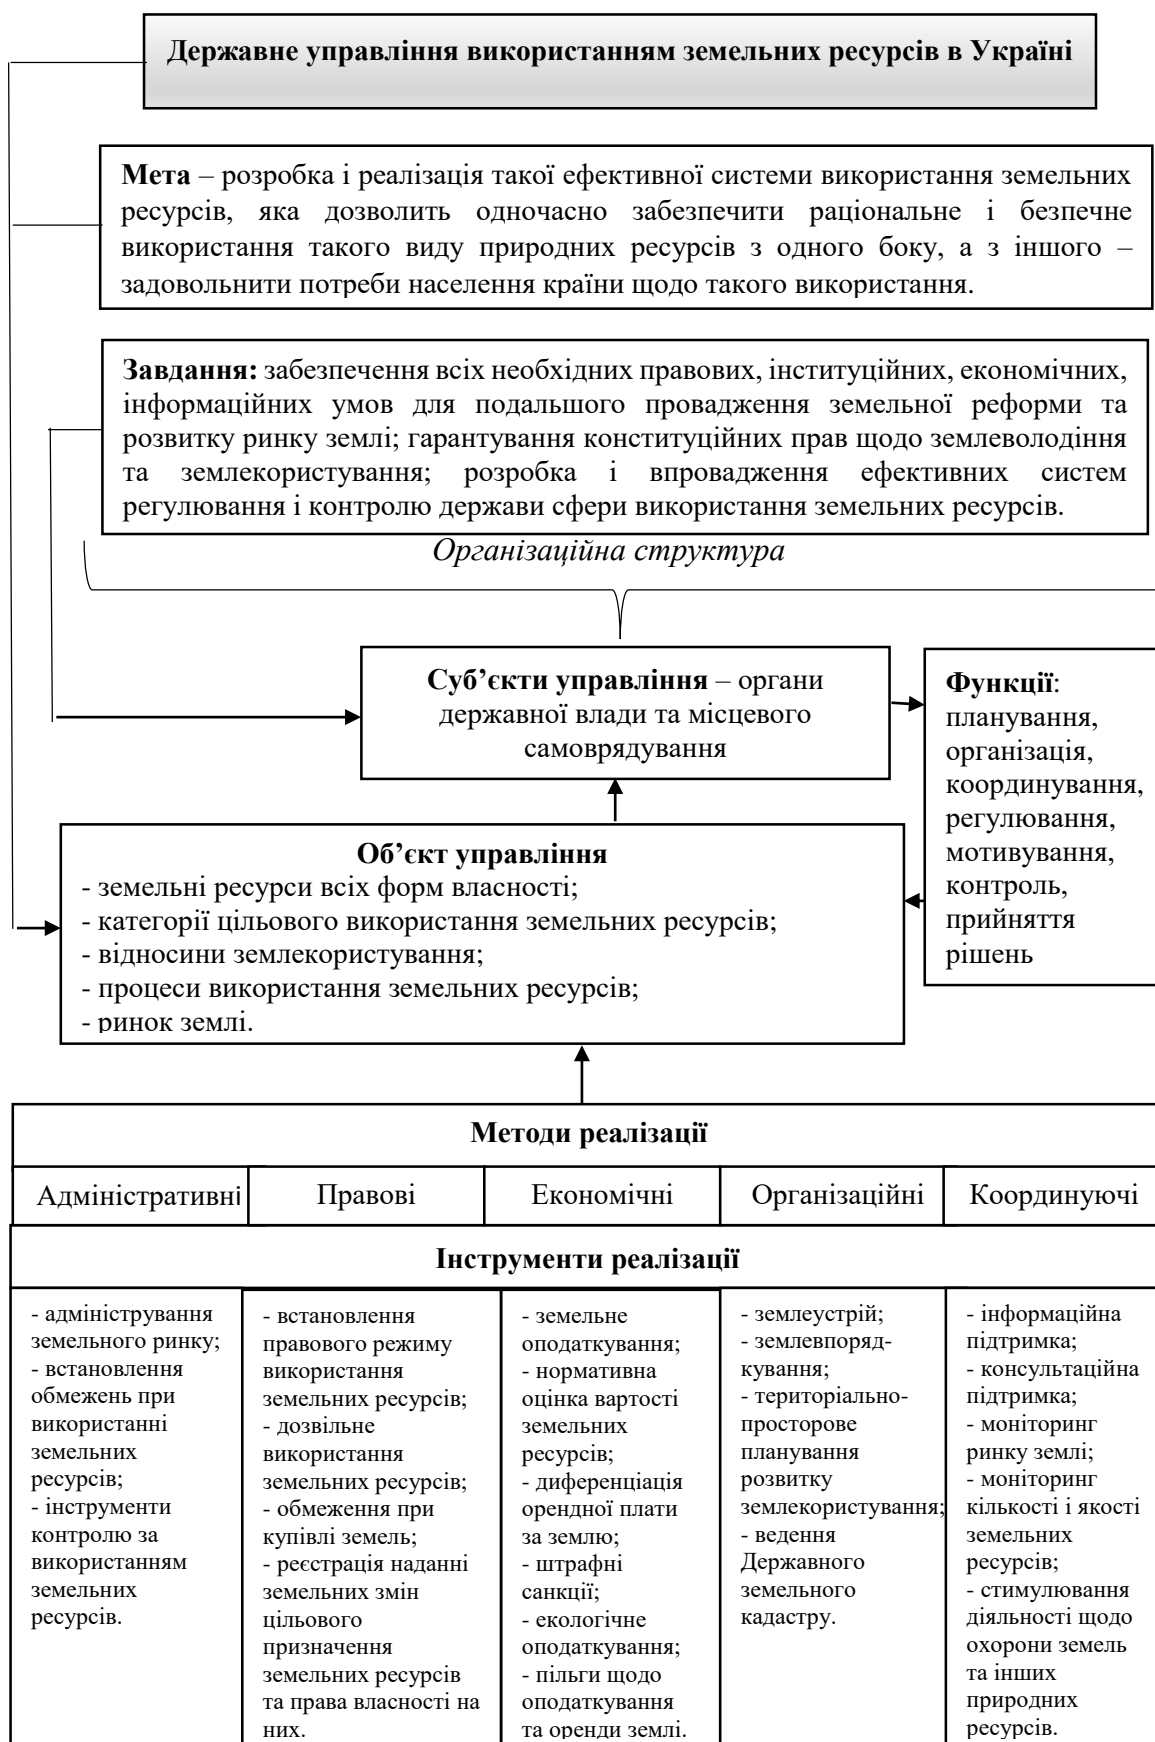 Державне управління використанням земельних ресурсів в Україні
Мета – розробка і реалізація такої ефективної системи використання земельних
ресурсів, яка дозволить одночасно забезпечити раціональне і безпечне
використання такого виду природних ресурсів з одного боку, а з іншого –
задовольнити потреби населення країни щодо такого використання.
Завдання: забезпечення всіх необхідних правових, інституційних, економічних,
інформаційних умов для подальшого провадження земельної реформи та
розвитку ринку землі; гарантування конституційних прав щодо землеволодіння
та землекористування; розробка і впровадження ефективних систем
регулювання і контролю держави сфери використання земельних ресурсів.
Організаційна структура
Суб’єкти управління – органи
державної влади та місцевого
самоврядування
Функції:
планування,
організація,
координування,
регулювання,
мотивування,
контроль,
прийняття
рішень
Об’єкт управління
- земельні ресурси всіх форм власності;
- категорії цільового використання земельних ресурсів;
- відносини землекористування;
- процеси використання земельних ресурсів;
- ринок землі.
Методи реалізації
Адміністративні
Правові
Економічні
Організаційні
Координуючі
Інструменти реалізації
- адміністрування
земельного ринку;
- встановлення
обмежень при
використанні
земельних
ресурсів;
- інструменти
контролю за
використанням
земельних
ресурсів.
- встановлення
правового режиму
використання
земельних ресурсів;
- дозвільне
використання
земельних ресурсів;
- обмеження при
купівлі земель;
- реєстрація наданні
земельних змін
цільового
призначення
земельних ресурсів
та права власності на
них.
- земельне
оподаткування;
- нормативна
оцінка вартості
земельних
ресурсів;
- диференціація
орендної плати
за землю;
- штрафні
санкції;
- екологічне
оподаткування;
- пільги щодо
оподаткування
та оренди землі.
- землеустрій;
- землевпоряд-
кування;
- територіально-
просторове
планування
розвитку
землекористування;
- ведення
Державного
земельного
кадастру.
- інформаційна
підтримка;
- консультаційна
підтримка;
- моніторинг
ринку землі;
- моніторинг
кількості і якості
земельних
ресурсів;
- стимулювання
діяльності щодо
охорони земель
та інших
природних
ресурсів.